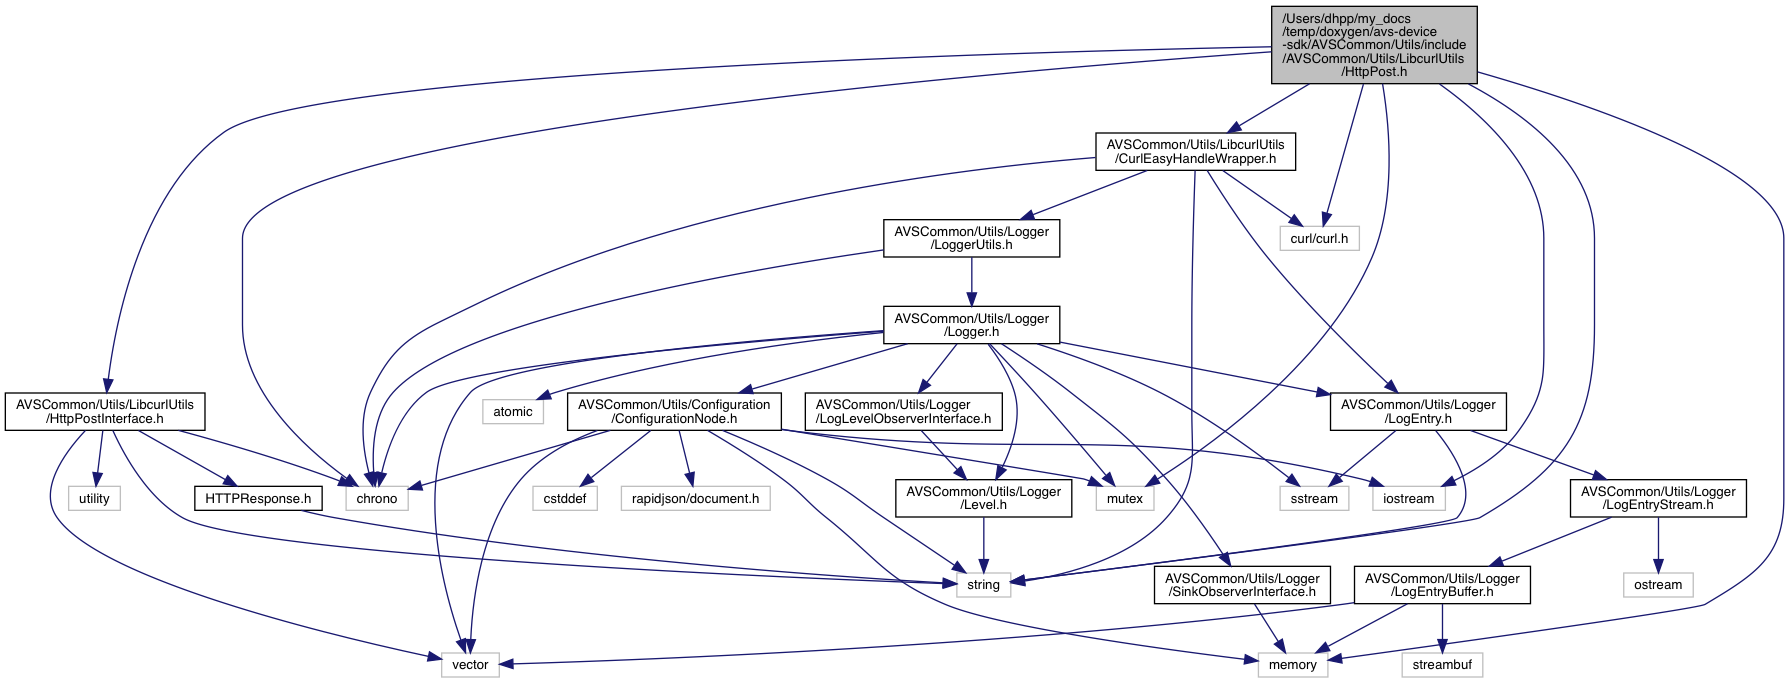 /Users/dhpp/my_docs
/temp/doxygen/avs-device
-sdk/AVSCommon/Utils/include
/AVSCommon/Utils/LibcurlUtils
/HttpPost.h
AVSCommon/Utils/LibcurlUtils
/CurlEasyHandleWrapper.h
AVSCommon/Utils/Logger
/LoggerUtils.h
curl/curl.h
AVSCommon/Utils/Logger
/Logger.h
AVSCommon/Utils/LibcurlUtils
/HttpPostInterface.h
atomic
AVSCommon/Utils/Configuration
/ConfigurationNode.h
AVSCommon/Utils/Logger
/LogLevelObserverInterface.h
AVSCommon/Utils/Logger
/LogEntry.h
utility
HTTPResponse.h
chrono
cstddef
rapidjson/document.h
AVSCommon/Utils/Logger
/Level.h
mutex
sstream
iostream
AVSCommon/Utils/Logger
/LogEntryStream.h
string
AVSCommon/Utils/Logger
/SinkObserverInterface.h
AVSCommon/Utils/Logger
/LogEntryBuffer.h
ostream
vector
memory
streambuf